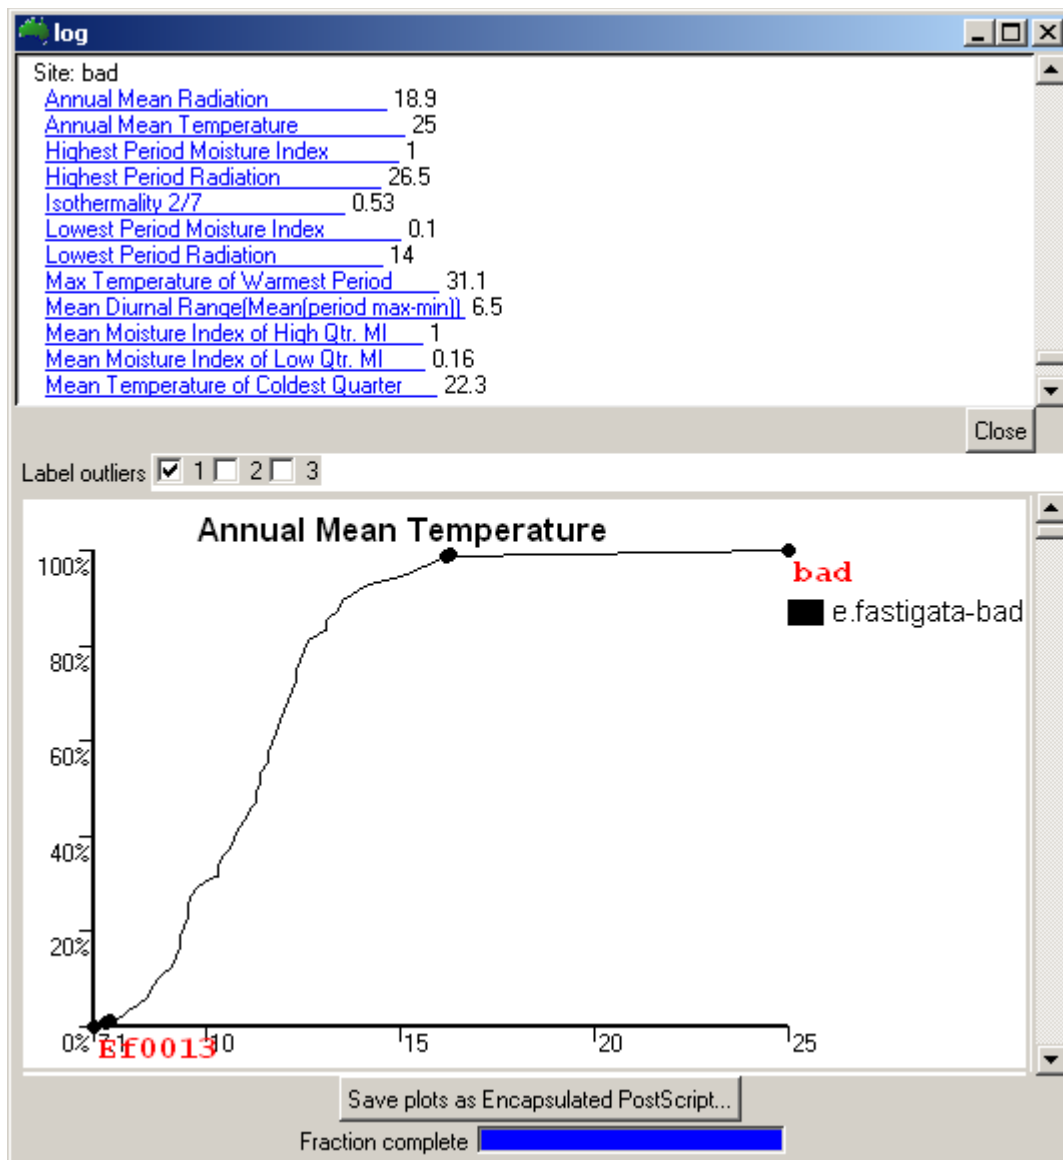 log
Site: bad
Annual Mean Radiation 18.9
Annual Mean Temperature 25
Highest Period Moisture Index 1
Highest Period Radiation 26.5
Isothermality 2/7 0.53
Lowest Period Moisture Index 0.1
Lowest Period Radiation 14
Max Temperature of Warmest Period 31.1
Mean Diurnal Range(Mean(period max-min)) 6.5
Mean Moisture Index of High Qtr. MI 1
Mean Moisture Index of Low Qtr. MI 0.16
Mean Temperature of Coldest Quarter 22.3
Close
Label outliers 1 2 3
Annual Mean Temperature
100%
bad
e.fastigata-bad
80%
60%
40%
20%
0% 7.1 10 15 20 25
Ef0013
Save plots as Encapsulated PostScript...
Fraction complete